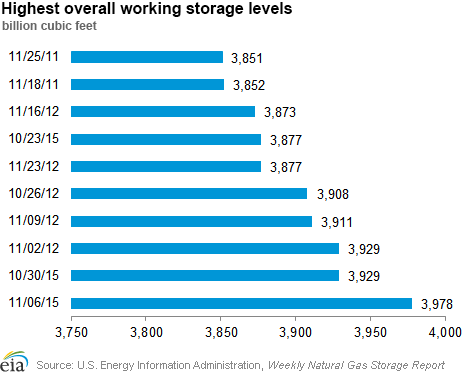 Highest overall working storage levels
billion cubic feet
11/25/11 3,851
11/18/11 3,852
11/16/12 3,873
10/23/15 3,877
11/23/12 3,877
10/26/12 3,908
11/09/12 3,911
11/02/12 3,929
10/30/15 3,929
11/06/15 3,978
3,750 3,800 3,850 3,900 3,950 4,000
eia Source: U.S. Energy Information Administration, Weekly Natural Gas Storage Report